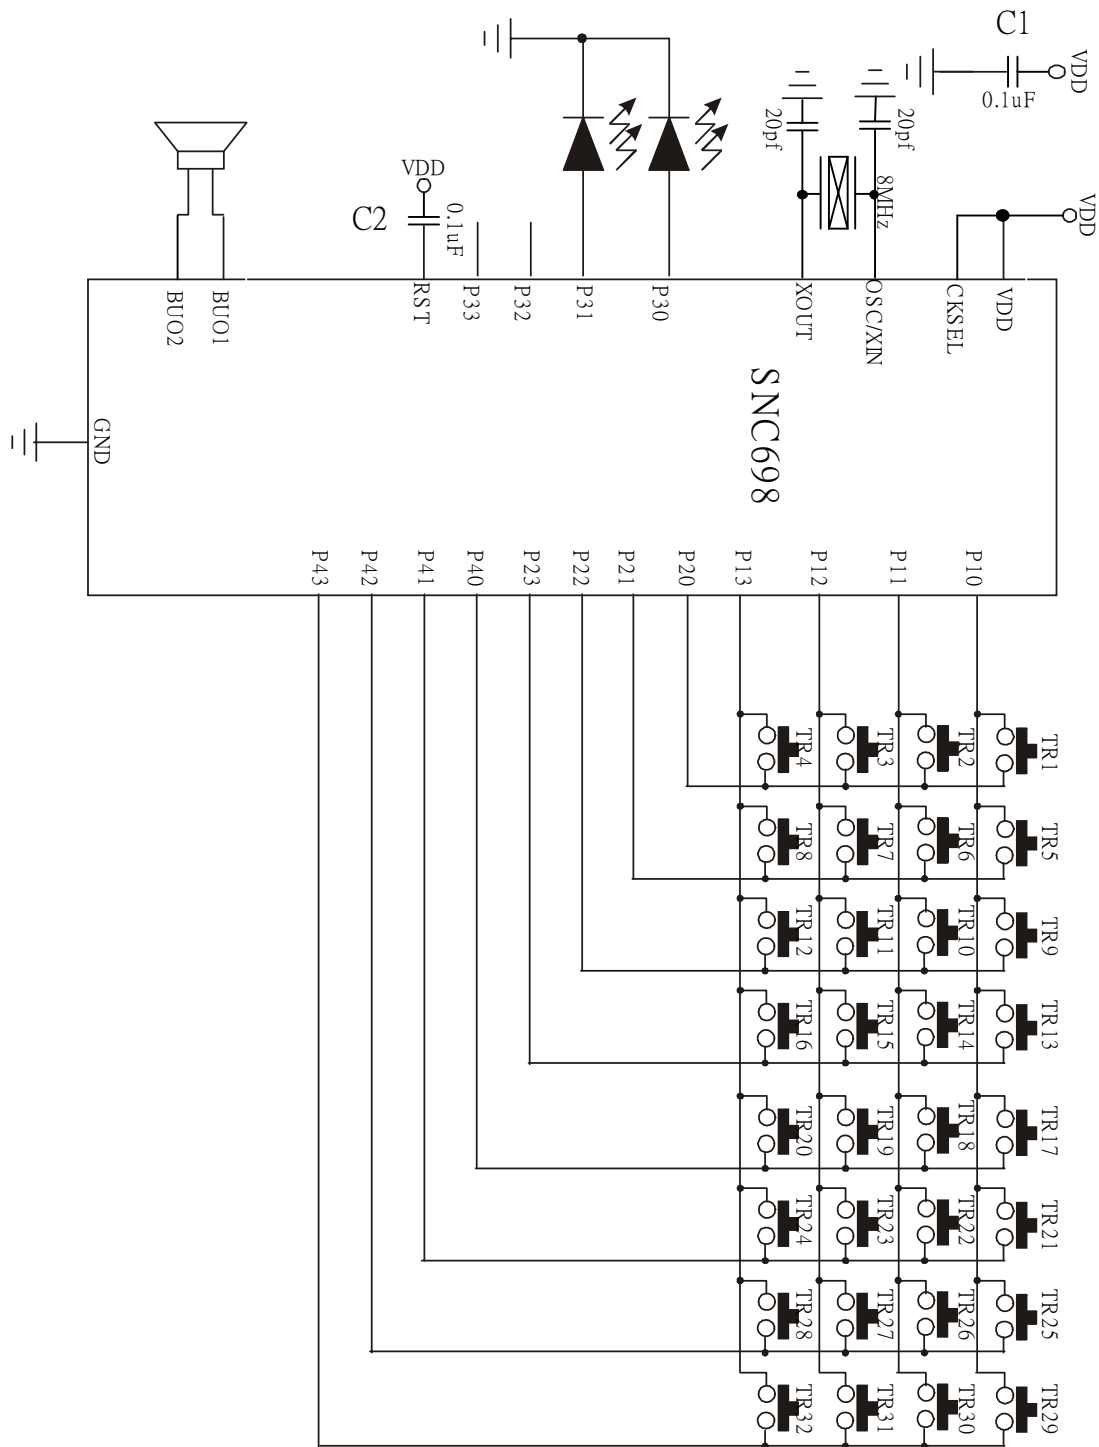 C1
VDD
0.1uF
20pf
20pf
8MHz
VDD
VDD
C2
0.1uF
BUO2
BUO1
RST
P33
P32
P31
P30
XOUT
OSC/XIN
CKSEL
VDD
SNC698
GND
P43
P42
P41
P40
P23
P22
P21
P20
P13
P12
P11
P10
TR4
TR3
TR2
TR1
TR8
TR7
TR6
TR5
TR12
TR11
TR10
TR9
TR16
TR15
TR14
TR13
TR20
TR19
TR18
TR17
TR24
TR23
TR22
TR21
TR28
TR27
TR26
TR25
TR32
TR31
TR30
TR29